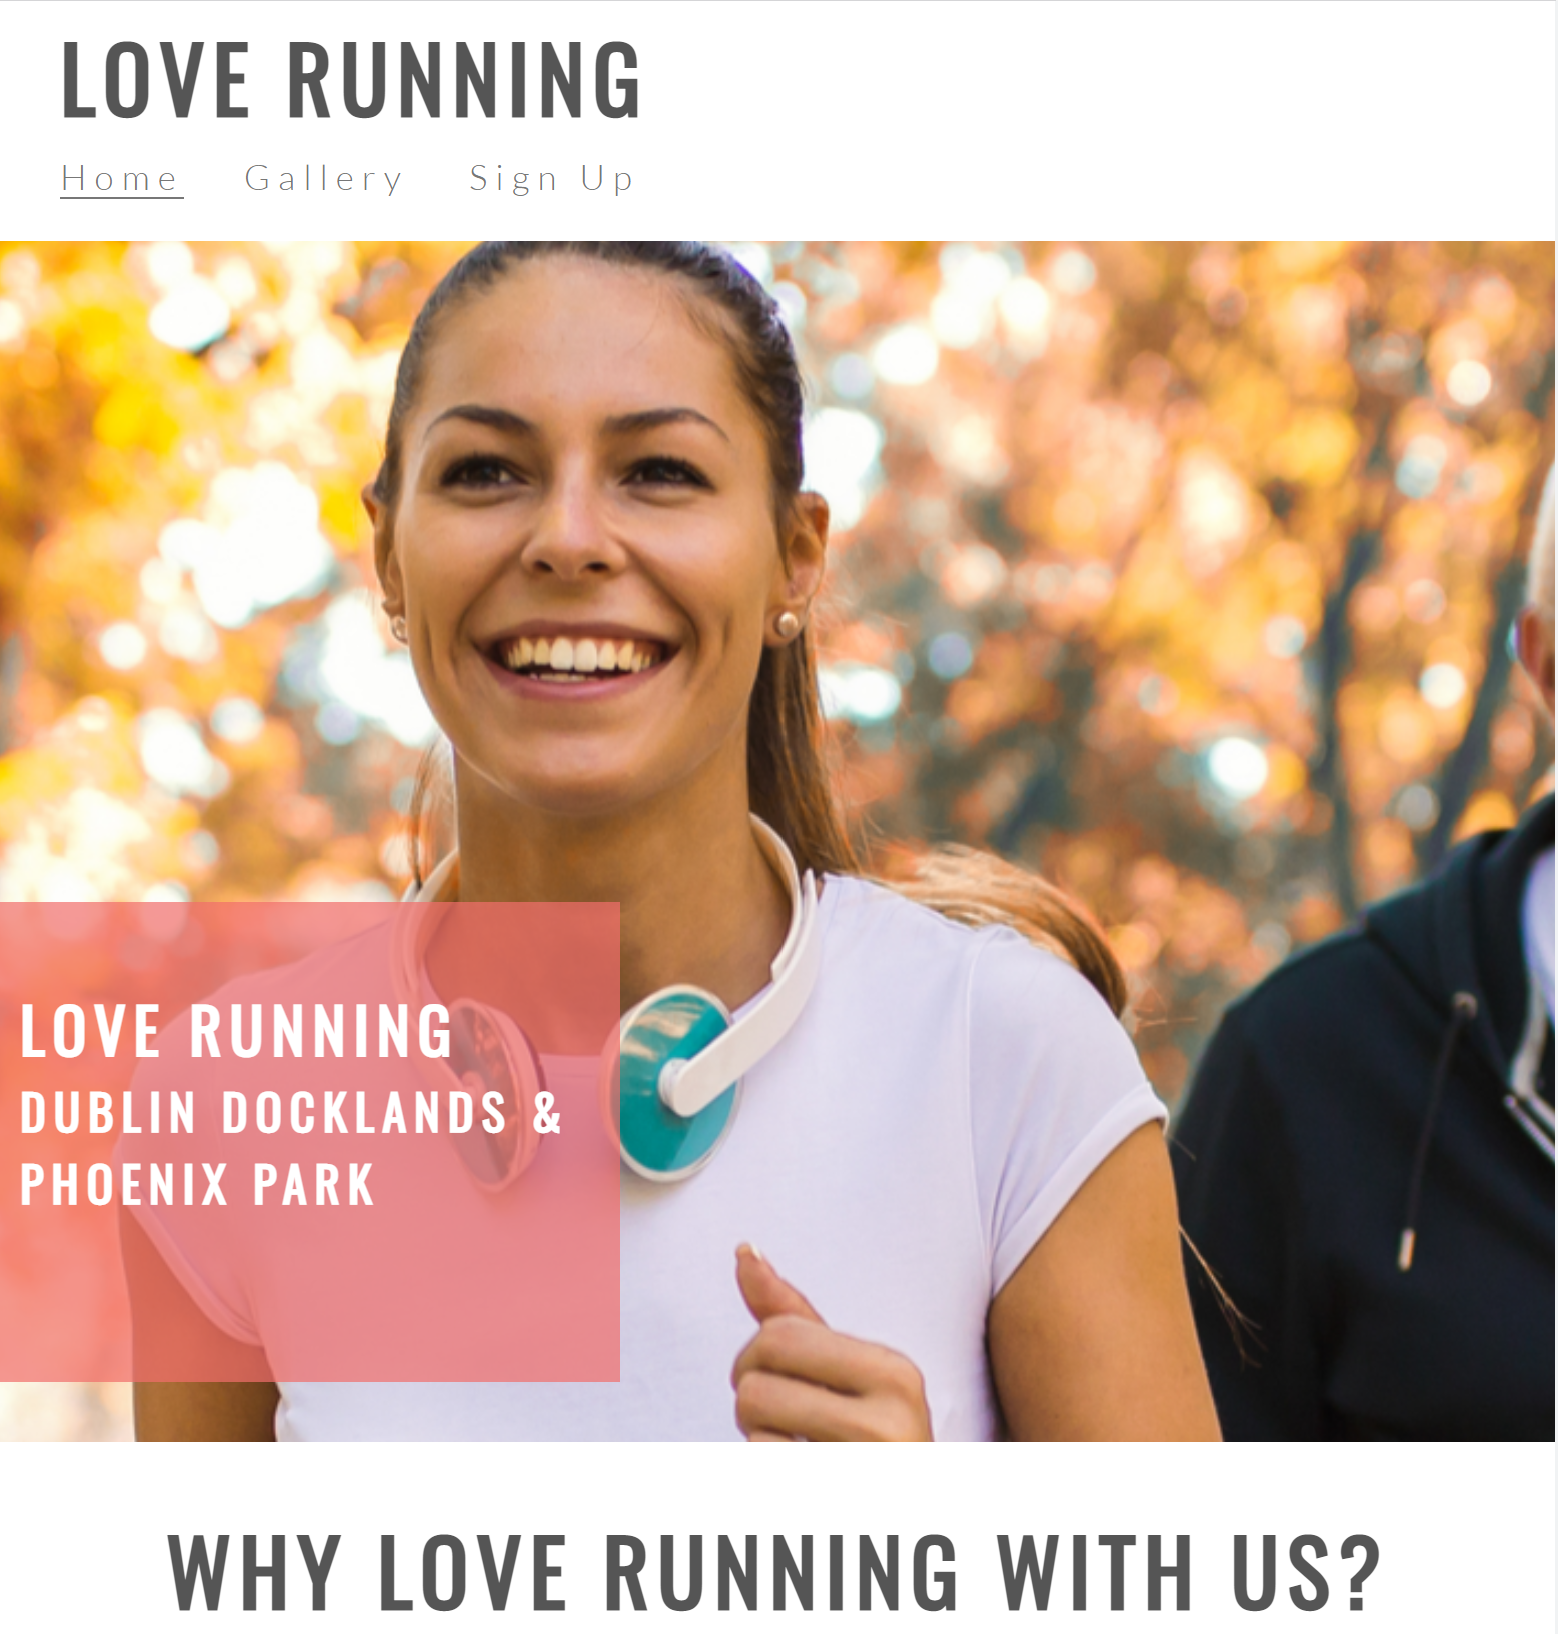 LOVE RUNNING
Home Gallery Sign Up
LOVE RUNNING
DUBLIN DOCKLANDS &
PHOENIX PARK
WHY LOVE RUNNING WITH US?